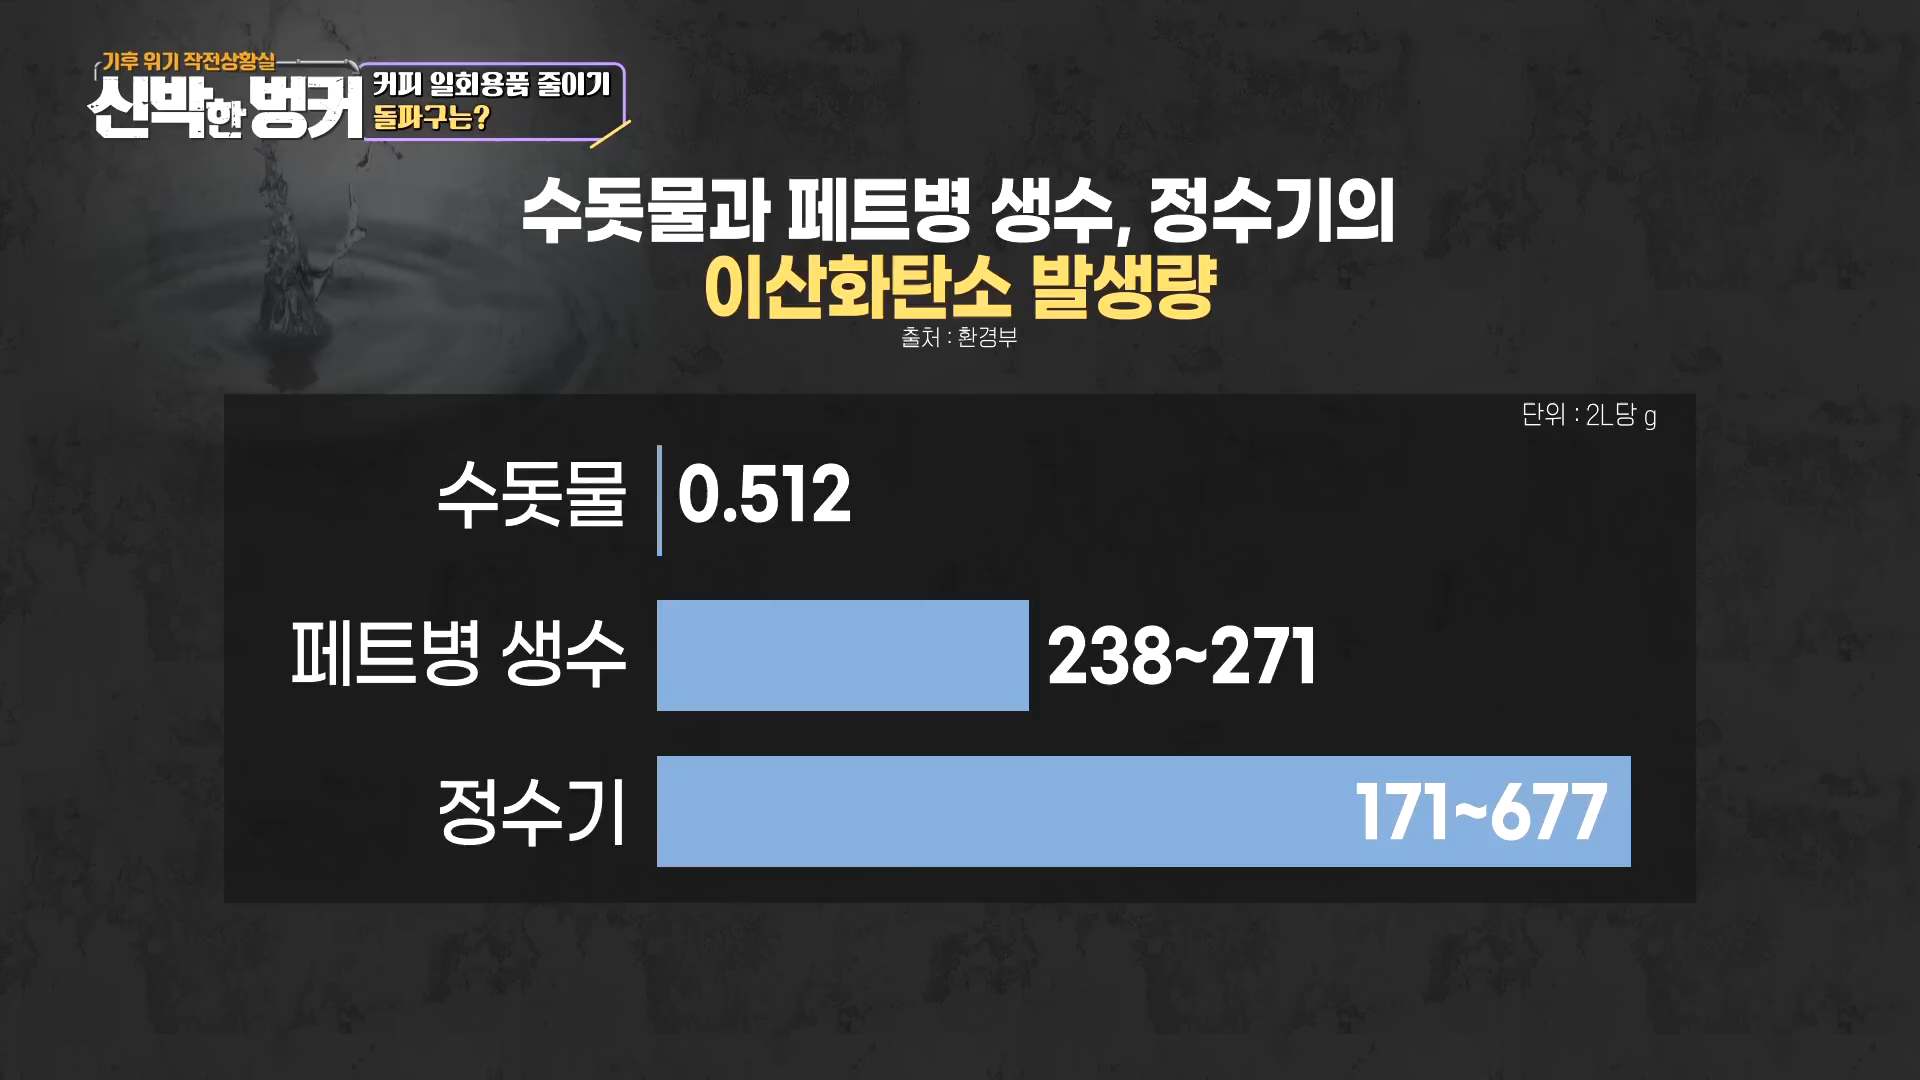 기후 위기 작전상황실
신박한 벙커
커피 일회용품 줄이기
돌파구는?
수돗물과 페트병 생수, 정수기의
이산화탄소 발생량
출처 : 환경부
단위 : 2L당 g
수돗물 0.512
페트병 생수 238~271
정수기 171~677